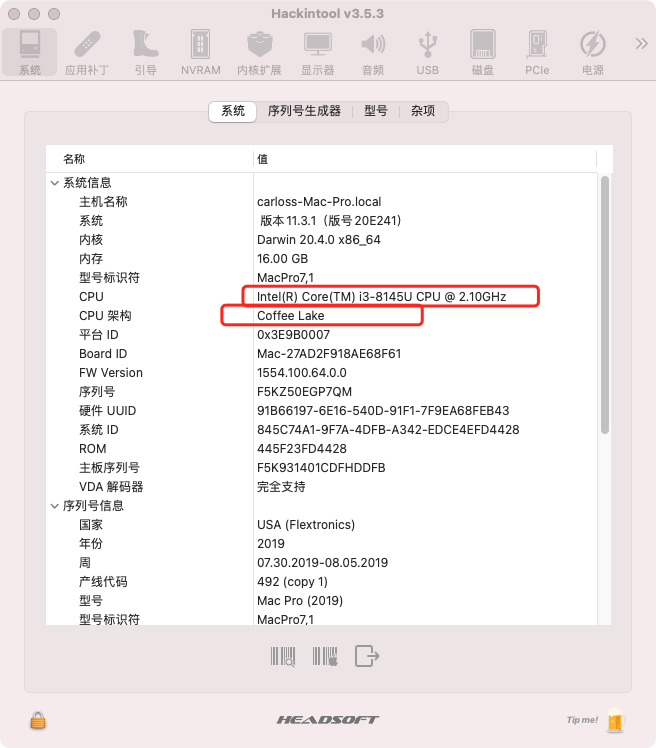 Hackintool v3.5.3
系统 应用补丁 引导 NVRAM 内核扩展 显示器 音频 USB 磁盘 PCIe 电源
系统 序列号生成器 型号 杂项
名称 值
系统信息
主机名称 carloss-Mac-Pro.local
系统 版本 11.3.1（版号 20E241）
内核 Darwin 20.4.0 x86_64
内存 16.00 GB
型号标识符 MacPro7,1
CPU Intel(R) Core(TM) i3-8145U CPU @ 2.10GHz
CPU 架构 Coffee Lake
平台 ID 0x3E9B0007
Board ID Mac-27AD2F918AE68F61
FW Version 1554.100.64.0.0
序列号 F5KZ50EGP7QM
硬件 UUID 91B66197-6E16-540D-91F1-7F9EA68FEB43
系统 ID 845C74A1-9F7A-4DFB-A342-EDCE4EFD4428
ROM 445F23FD4428
主板序列号 F5K931401CDFHDDFB
VDA 解码器 完全支持
序列号信息
国家 USA (Flextronics)
年份 2019
周 07.30.2019-08.05.2019
产线代码 492 (copy 1)
型号 Mac Pro (2019)
型号标识符 MacPro7,1
HEADSOFT
Tip me!